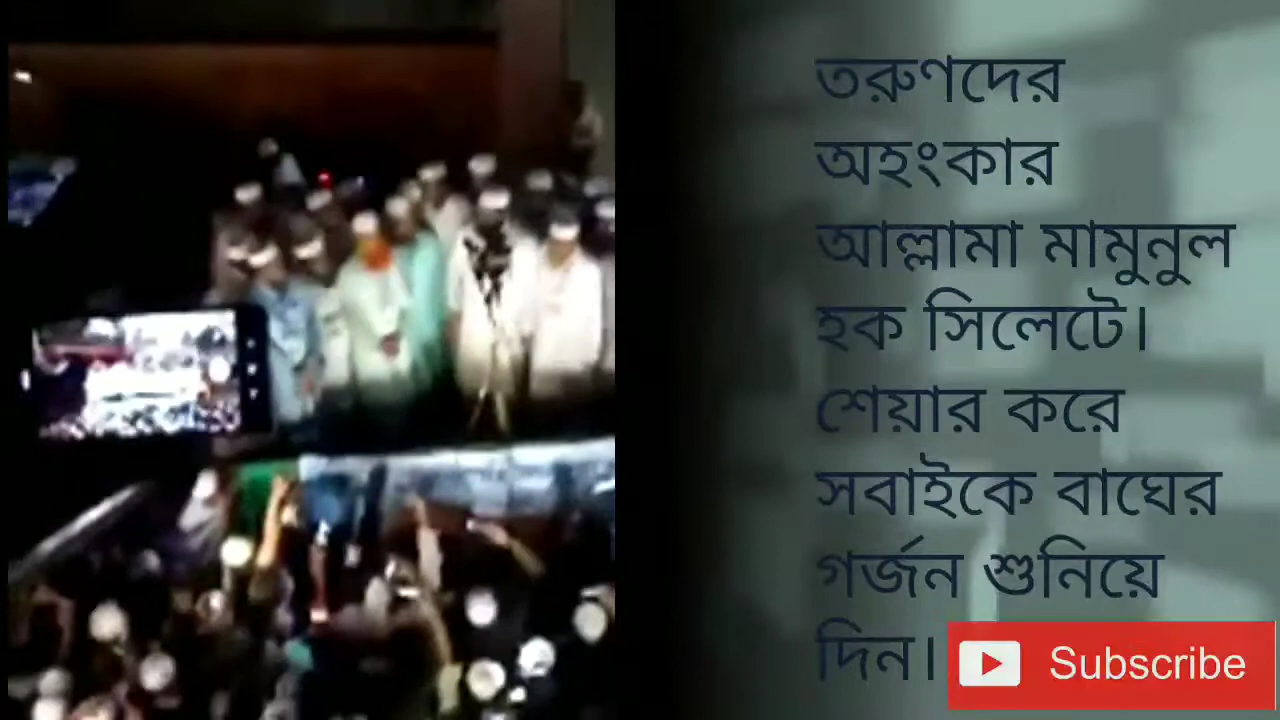 তরুণদের
অহংকার
আল্লামা মামুনুল
হক সিলেটে।
শেয়ার করে
সবাইকে বাঘের
গর্জন শুনিয়ে
দিন।
Subscribe